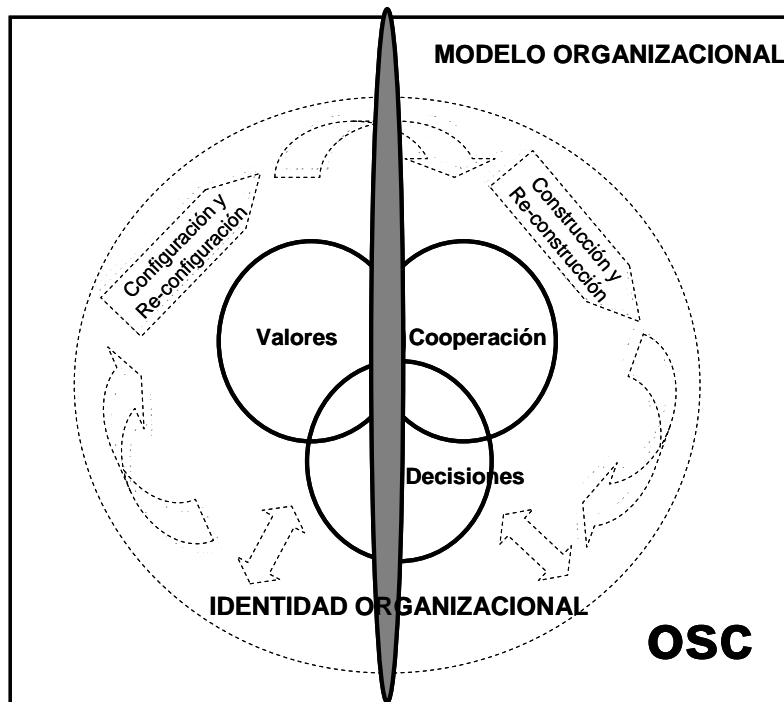 MODELO ORGANIZACIONAL
Configuración y
Re-configuración
Construcción y
Re-construcción
Valores
Cooperación
Decisiones
IDENTIDAD ORGANIZACIONAL
OSC